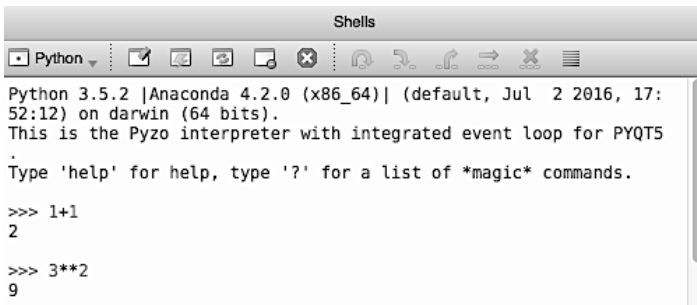 Shells
Python
Python 3.5.2 |Anaconda 4.2.0 (x86_64)| (default, Jul  2 2016, 17:
52:12) on darwin (64 bits).
This is the Pyzo interpreter with integrated event loop for PYQT5
.
Type 'help' for help, type '?' for a list of *magic* commands.
>>> 1+1
2
>>> 3**2
9